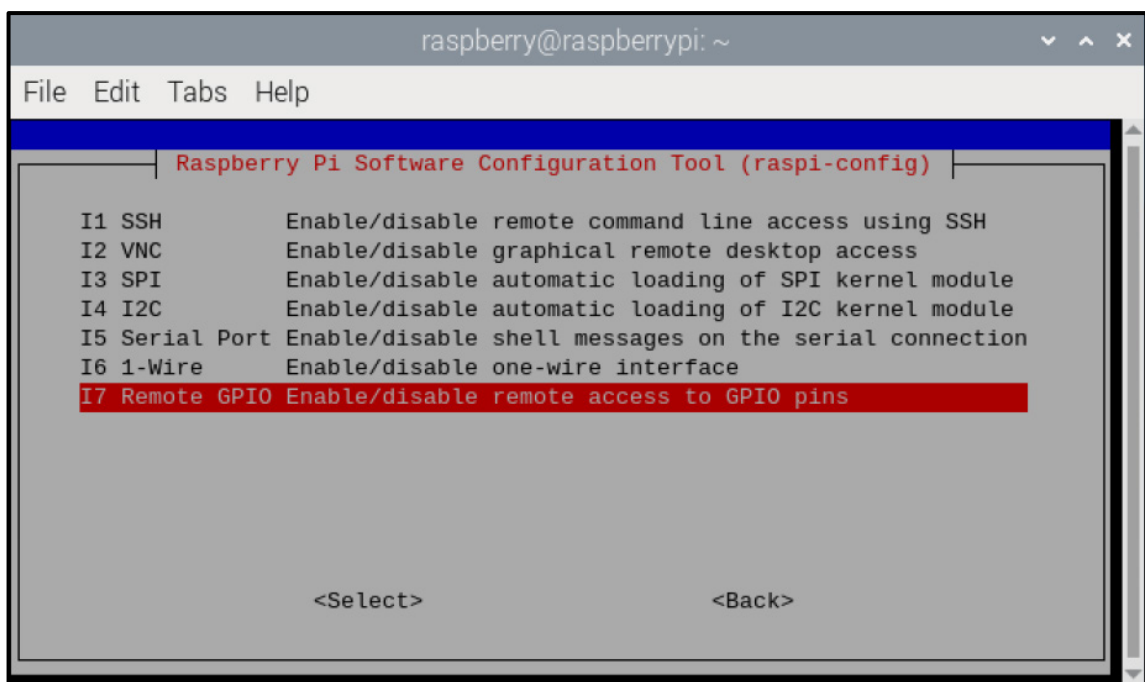 raspberry@raspberrypi: ~
File Edit Tabs Help
Raspberry Pi Software Configuration Tool (raspi-config)
I1 SSH Enable/disable remote command line access using SSH
I2 VNC Enable/disable graphical remote desktop access
I3 SPI Enable/disable automatic loading of SPI kernel module
I4 I2C Enable/disable automatic loading of I2C kernel module
I5 Serial Port Enable/disable shell messages on the serial connection
I6 1-Wire Enable/disable one-wire interface
I7 Remote GPIO Enable/disable remote access to GPIO pins
<Select> <Back>